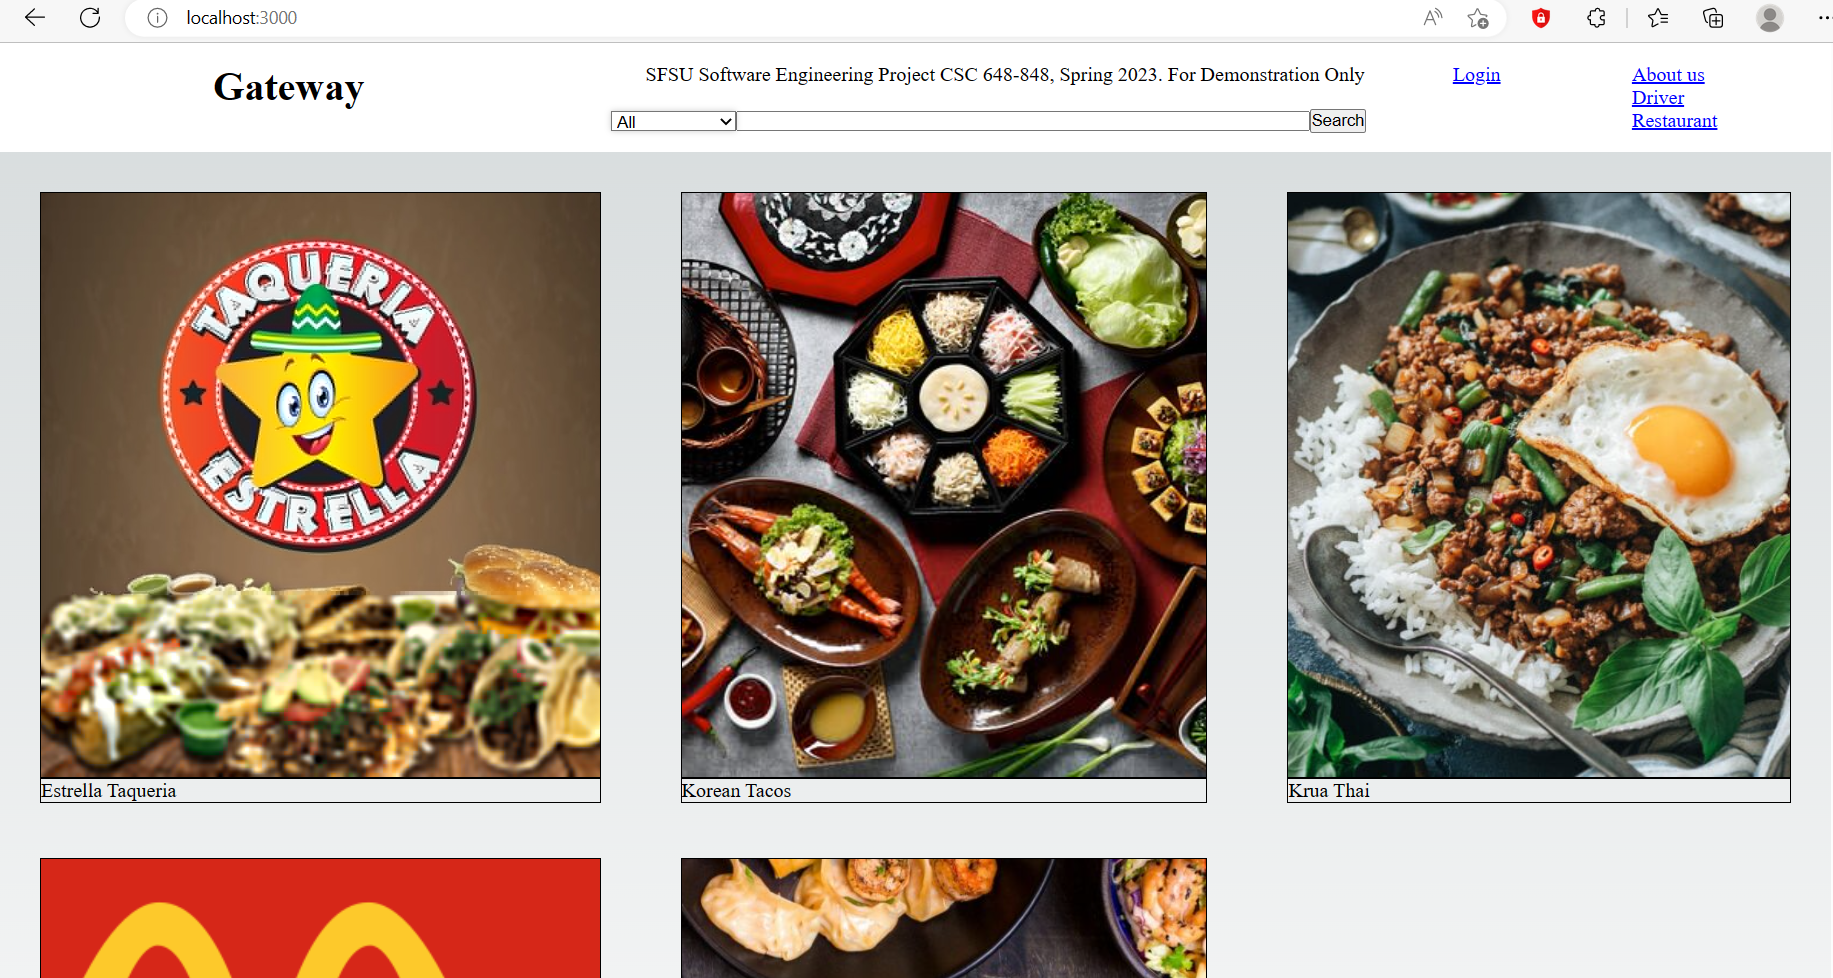 localhost:3000
Gateway
SFSU Software Engineering Project CSC 648-848, Spring 2023. For Demonstration Only
Login
About us
Driver
Restaurant
All
Search
TAQUERIA
ESTRELLA
Estrella Taqueria
Korean Tacos
Krua Thai